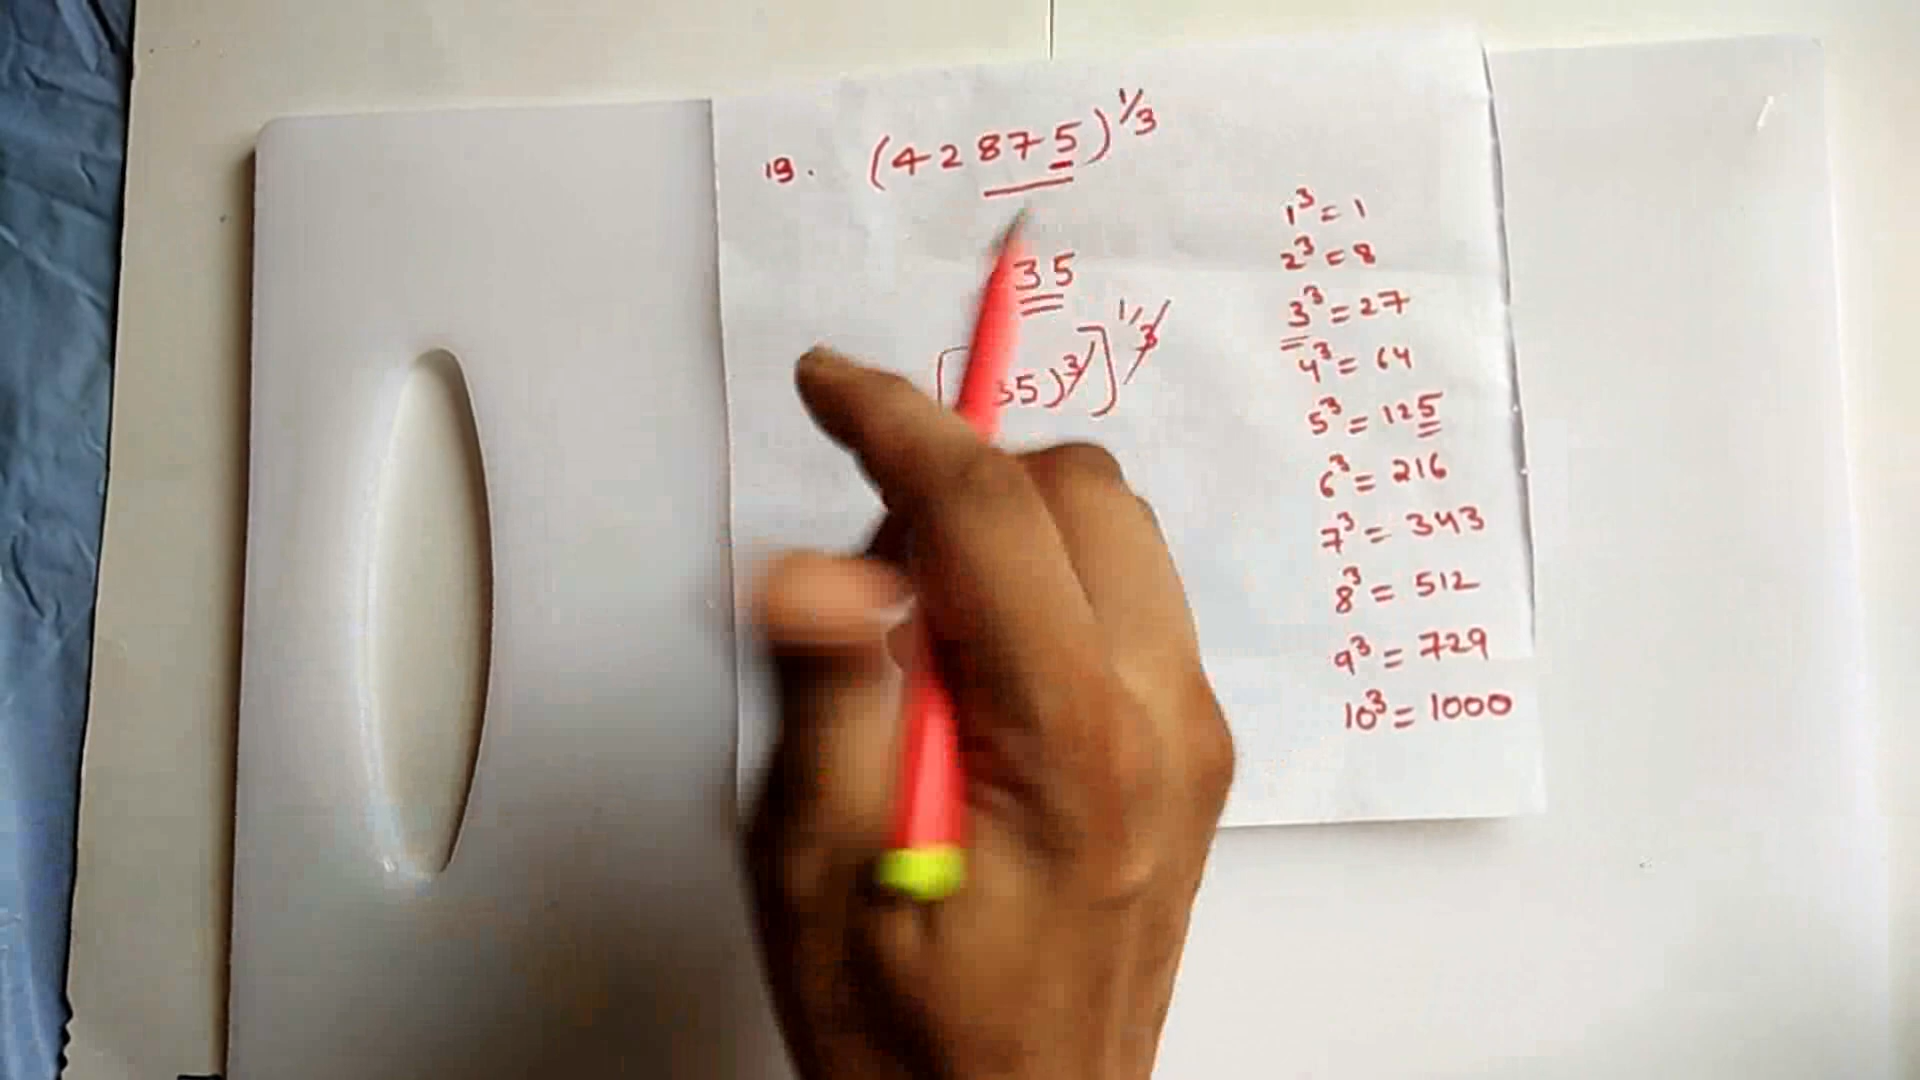 19. (42875)^1/3
35
[35)^3]^1/3
1^3 = 1
2^3 = 8
3^3 = 27
4^3 = 64
5^3 = 125
6^3 = 216
7^3 = 343
8^3 = 512
9^3 = 729
10^3 = 1000